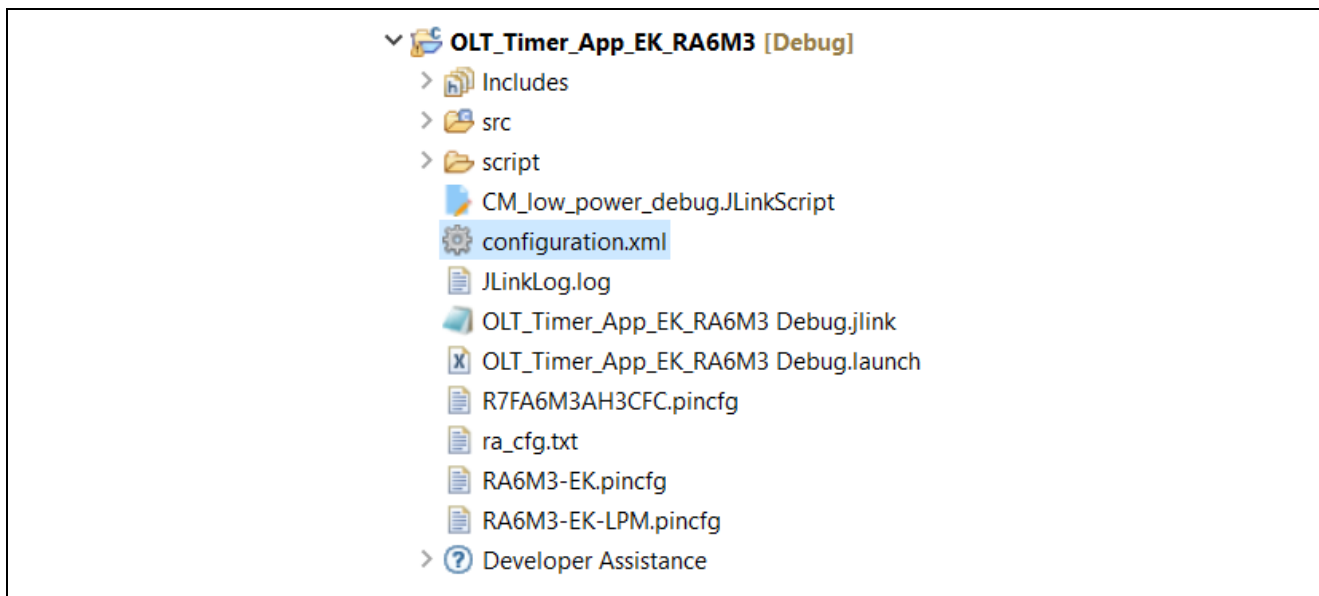 OLT_Timer_App_EK_RA6M3 [Debug]
Includes
src
script
CM_low_power_debug.JLinkScript
configuration.xml
JLinkLog.log
OLT_Timer_App_EK_RA6M3 Debug.jlink
OLT_Timer_App_EK_RA6M3 Debug.launch
R7FA6M3AH3CFC.pincfg
ra_cfg.txt
RA6M3-EK.pincfg
RA6M3-EK-LPM.pincfg
Developer Assistance